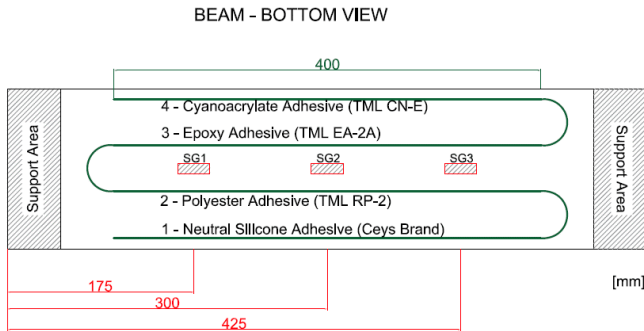 BEAM - BOTTOM VIEW
400
4 - Cyanoacrylate Adhesive (TML CN-E)
3 - Epoxy Adhesive (TML EA-2A)
SG1 SG2 SG3
Support Area
Support Area
2 - Polyester Adhesive (TML RP-2)
1 - Neutral Silicone Adhesive (Ceys Brand)
175
300
425
[mm]